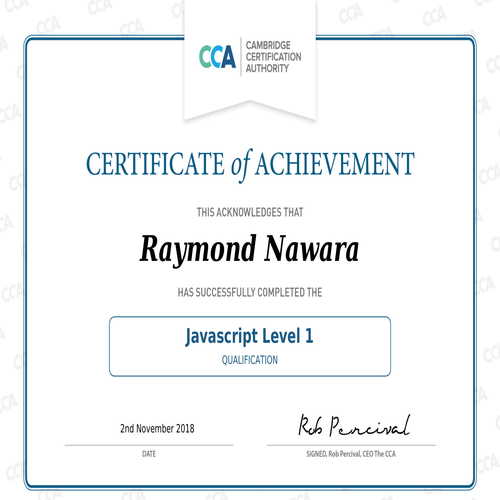 CCA
CAMBRIDGE
CERTIFICATION
AUTHORITY
CERTIFICATE of ACHIEVEMENT
THIS ACKNOWLEDGES THAT
Raymond Nawara
HAS SUCCESSFULLY COMPLETED THE
Javascript Level 1
QUALIFICATION
2nd November 2018
Rob Percival
DATE
SIGNED, Rob Percival, CEO The CCA